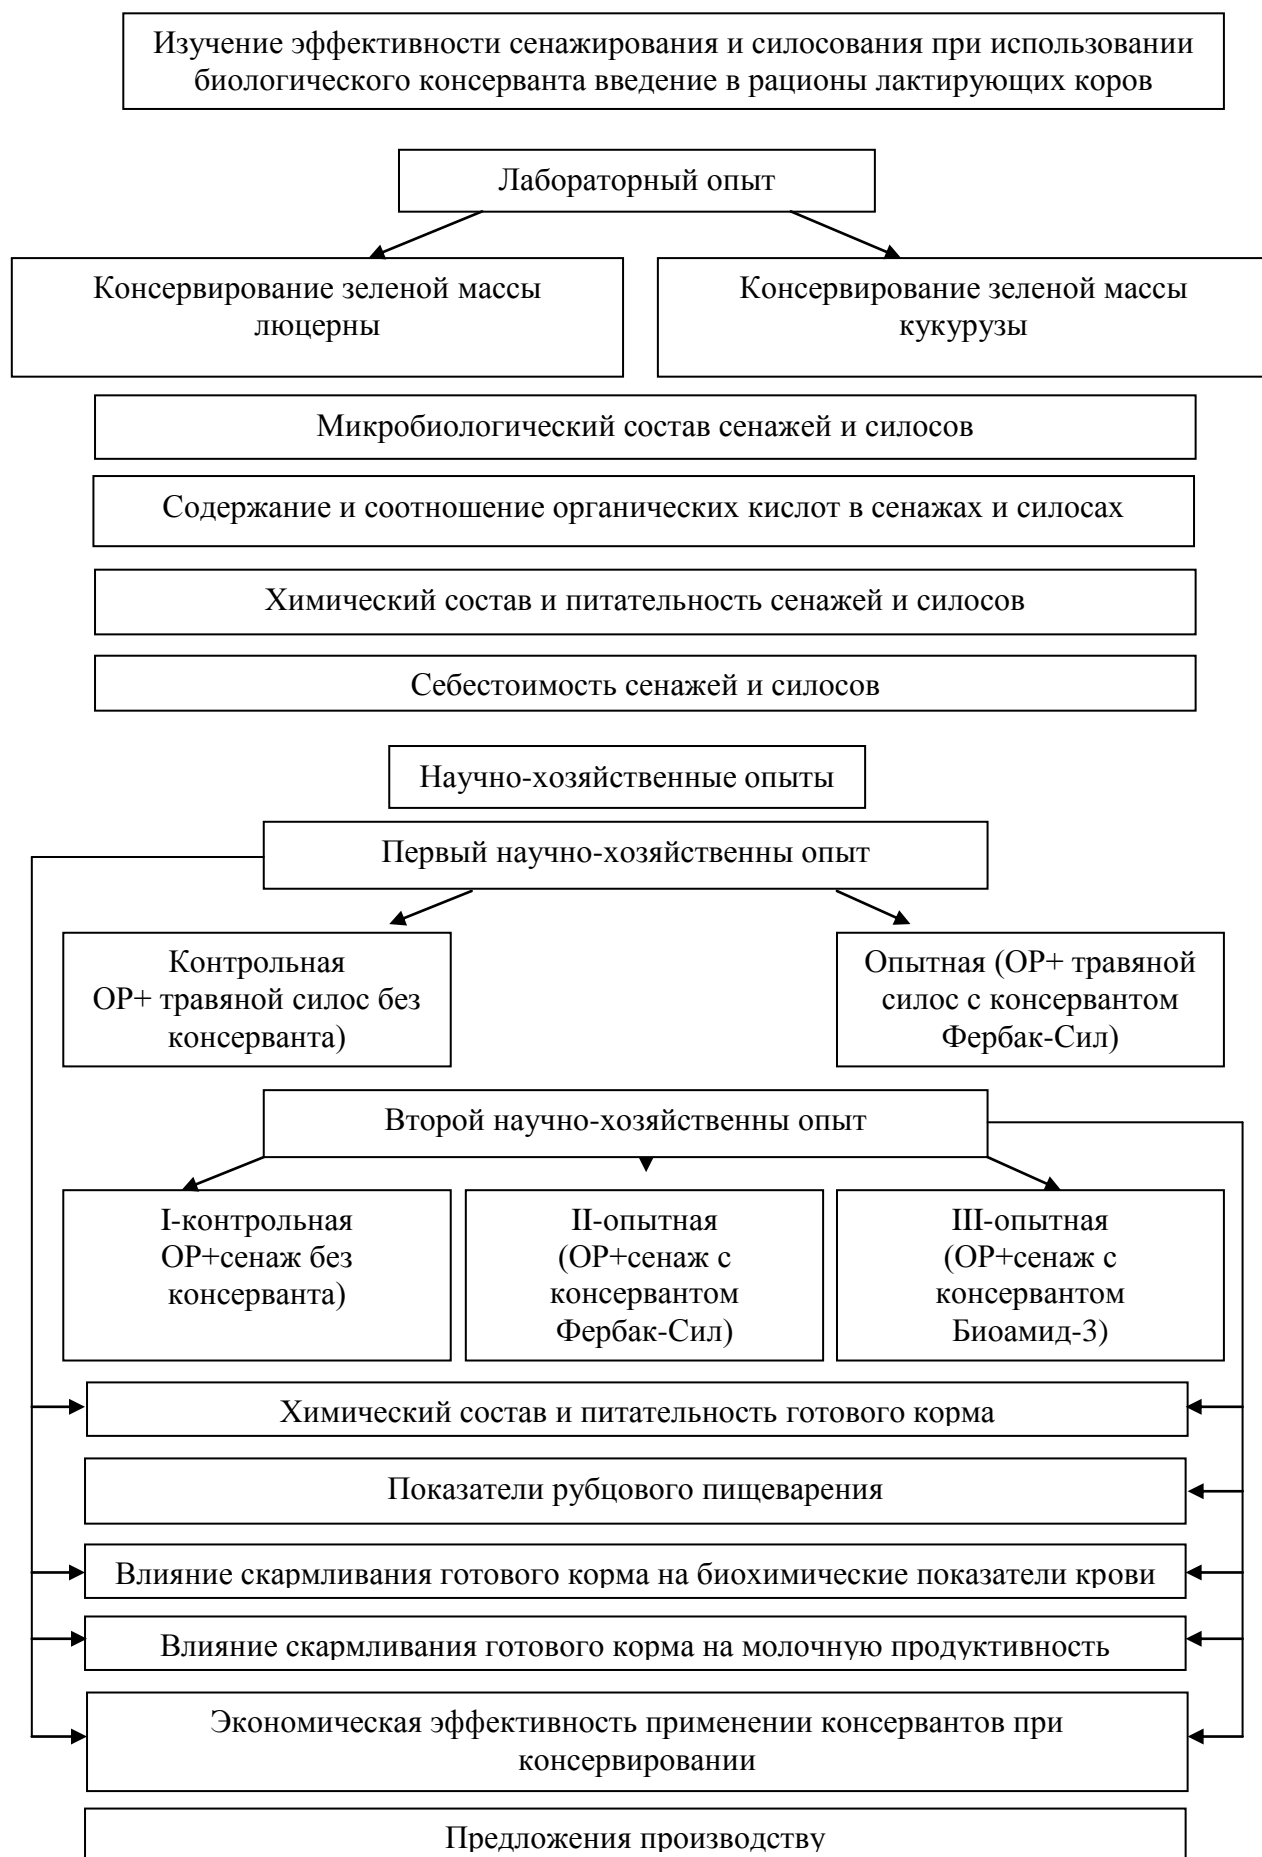 Изучение эффективности сенажирования и силосования при использовании
биологического консерванта введение в рационы лактирующих коров
Лабораторный опыт
Консервирование зеленой массы
люцерны
Консервирование зеленой массы
кукурузы
Микробиологический состав сенажей и силосов
Содержание и соотношение органических кислот в сенажах и силосах
Химический состав и питательность сенажей и силосов
Себестоимость сенажей и силосов
Научно-хозяйственные опыты
Первый научно-хозяйственны опыт
Контрольная
ОР+ травяной силос без
консерванта)
Опытная (ОР+ травяной
силос с консервантом
Фербак-Сил)
Второй научно-хозяйственны опыт
I-контрольная
ОР+сенаж без
консерванта)
II-опытная
(ОР+сенаж с
консервантом
Фербак-Сил)
III-опытная
(ОР+сенаж с
консервантом
Биоамид-3)
Химический состав и питательность готового корма
Показатели рубцового пищеварения
Влияние скармливания готового корма на биохимические показатели крови
Влияние скармливания готового корма на молочную продуктивность
Экономическая эффективность применении консервантов при
консервировании
Предложения производству